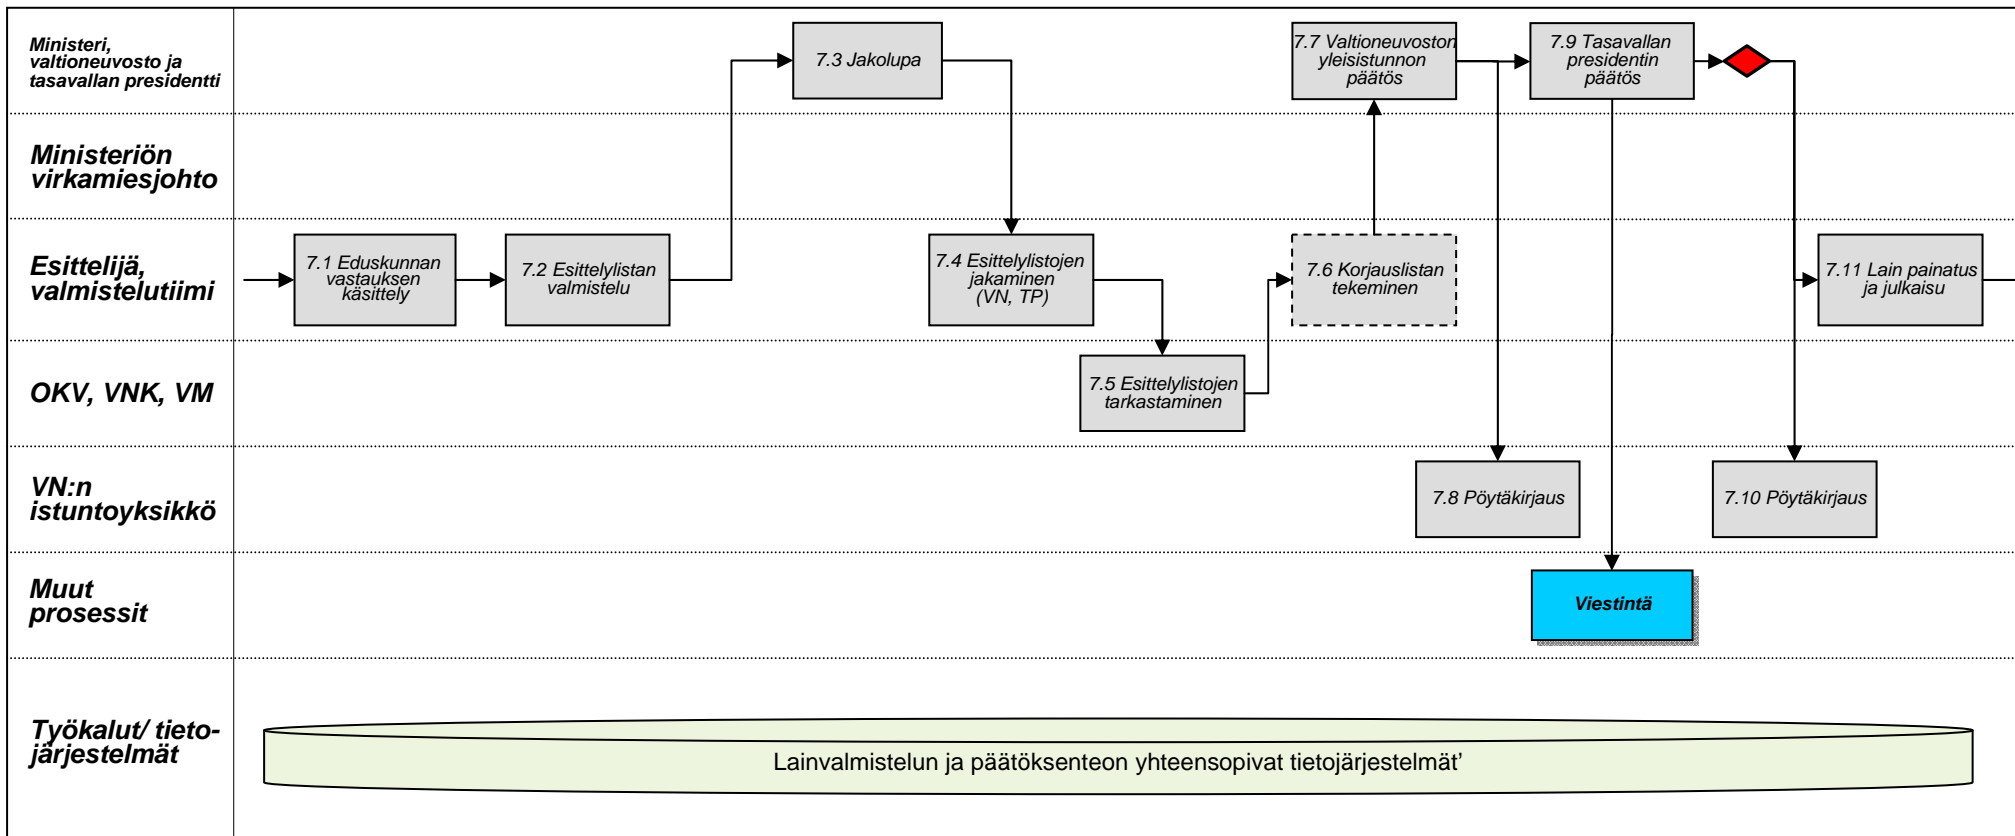 Ministeri,
valtioneuvosto ja
tasavallan presidentti
7.3 Jakolupa
7.7 Valtioneuvoston
yleisistunnon
päätös
7.9 Tasavallan
presidentin
päätös
Ministeriön
virkamiesjohto
Esittelijä,
valmistelutiimi
7.1 Eduskunnan
vastauksen
käsittely
7.2 Esittelylistan
valmistelu
7.4 Esittelylistojen
jakaminen
(VN, TP)
7.6 Korjauslistan
tekeminen
7.11 Lain painatus
ja julkaisu
OKV, VNK, VM
7.5 Esittelylistojen
tarkastaminen
VN:n
istuntoyksikkö
7.8 Pöytäkirjaus
7.10 Pöytäkirjaus
Muut
prosessit
Viestintä
Työkalut/ tieto-
järjestelmät
Lainvalmistelun ja päätöksenteon yhteensopivat tietojärjestelmät’